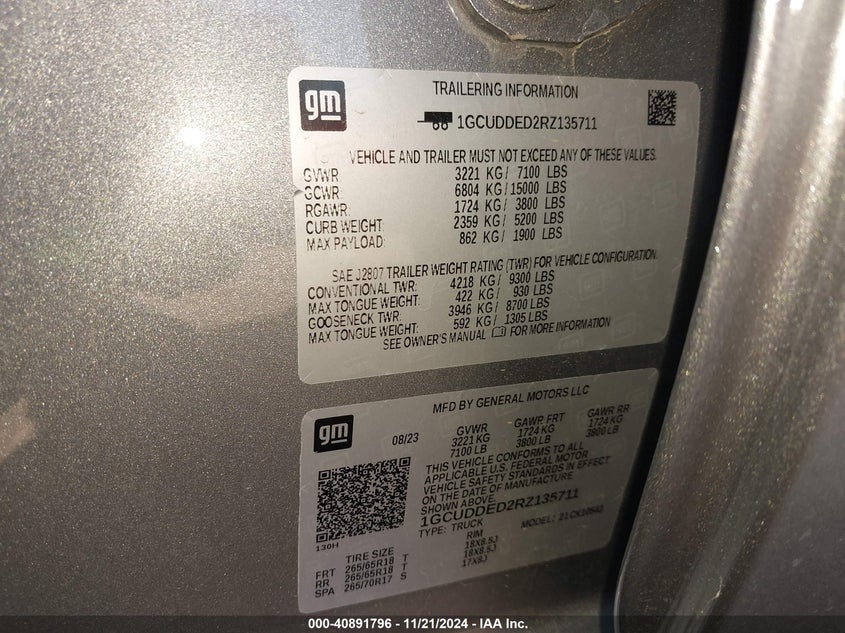 gm
TRAILERING INFORMATION
1GCUDDED2RZ135711
VEHICLE AND TRAILER MUST NOT EXCEED ANY OF THESE VALUES.
GVWR: 3221 KG / 7100 LBS
GCWR: 6804 KG / 15000 LBS
RGAWR: 1724 KG / 3800 LBS
CURB WEIGHT: 2359 KG / 5200 LBS
MAX PAYLOAD: 862 KG / 1900 LBS
SAE J2807 TRAILER WEIGHT RATING (TWR) FOR VEHICLE CONFIGURATION.
CONVENTIONAL TWR: 4218 KG / 9300 LBS
MAX TONGUE WEIGHT: 422 KG / 930 LBS
GOOSENECK TWR: 3946 KG / 8700 LBS
MAX TONGUE WEIGHT: 592 KG / 1305 LBS
SEE OWNER'S MANUAL FOR MORE INFORMATION
gm
MFD BY GENERAL MOTORS LLC
08/23 GVWR GAWR FRT GAWR RR
3221 KG 1724 KG 1724 KG
7100 LB 3800 LB 3800 LB
THIS VEHICLE CONFORMS TO ALL
APPLICABLE U.S. FEDERAL MOTOR
VEHICLE SAFETY STANDARDS IN EFFECT
ON THE DATE OF MANUFACTURE
SHOWN ABOVE.
1GCUDDED2RZ135711
TYPE: TRUCK MODEL:
130H
TIRE SIZE RIM
FRT 265/65R18 T 18X8.5J
RR 265/65R18 T 18X8.5J
SPA 265/70R17 S 17X8J
000-40891796 - 11/21/2024 - IAA Inc.